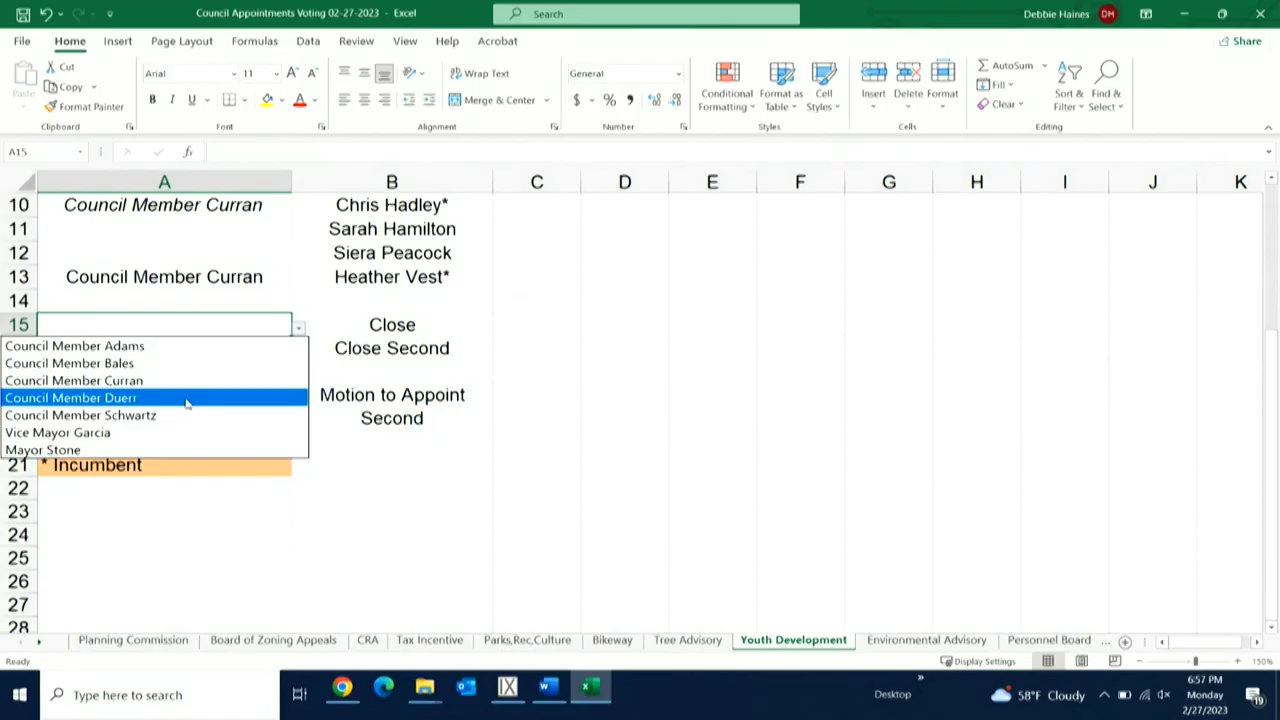 Council Appointments Voting 02-27-2023 - Excel
Search
Debbie Haines DH
File Home Insert Page Layout Formulas Data Review View Help Acrobat Share
Cut
Copy
Paste
Format Painter
Clipboard
Arial 11
B I U
Font
Wrap Text
Merge & Center
Alignment
General
$ % ,
Number
Conditional Formatting
Format as Table
Cell Styles
Styles
Insert Delete Format
Cells
AutoSum
Fill
Clear
Sort & Filter
Find & Select
Editing
A15 fx
A B C D E F G H I J K
10 Council Member Curran Chris Hadley*
11 Sarah Hamilton
12 Siera Peacock
13 Council Member Curran Heather Vest*
14
15 Close
Council Member Adams Close Second
Council Member Bales
Council Member Curran
Council Member Duerr Motion to Appoint
Council Member Schwartz Second
Vice Mayor Garcia
Mayor Stone
21 * Incumbent
22
23
24
25
26
27
28
Planning Commission Board of Zoning Appeals CRA Tax Incentive Parks,Rec,Culture Bikeway Tree Advisory Youth Development Environmental Advisory Personnel Board ...
Ready Display Settings 150%
Type here to search
Desktop
58°F Cloudy
6:57 PM
Monday
2/27/2023
19